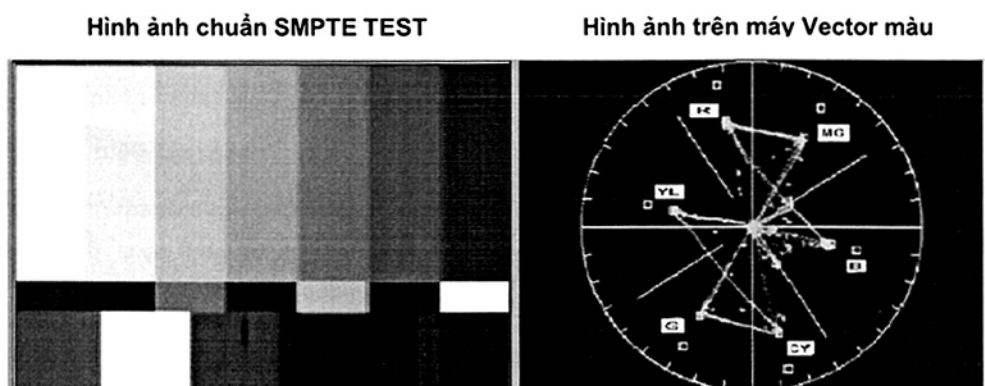 Hình ảnh chuẩn SMPTE TEST
Hình ảnh trên máy Vector màu
R
MG
YL
B
G
CY